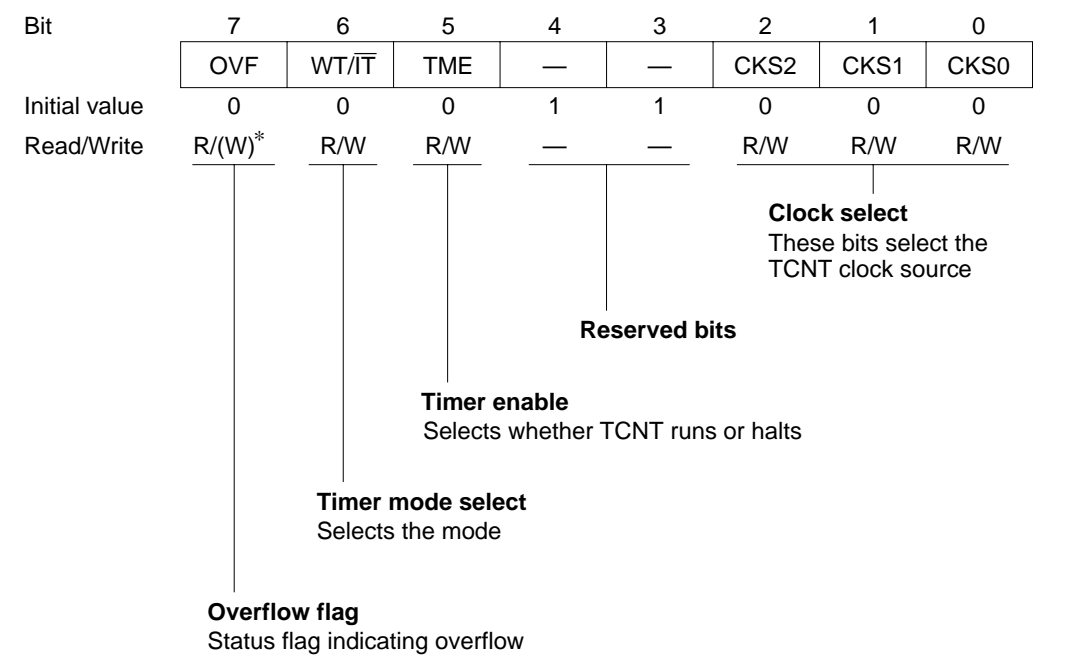 Bit 7 6 5 4 3 2 1 0
OVF WT/I̅T̅ TME — — CKS2 CKS1 CKS0
Initial value 0 0 0 1 1 0 0 0
Read/Write R/(W)* R/W R/W — — R/W R/W R/W
Clock select
These bits select the
TCNT clock source
Reserved bits
Timer enable
Selects whether TCNT runs or halts
Timer mode select
Selects the mode
Overflow flag
Status flag indicating overflow